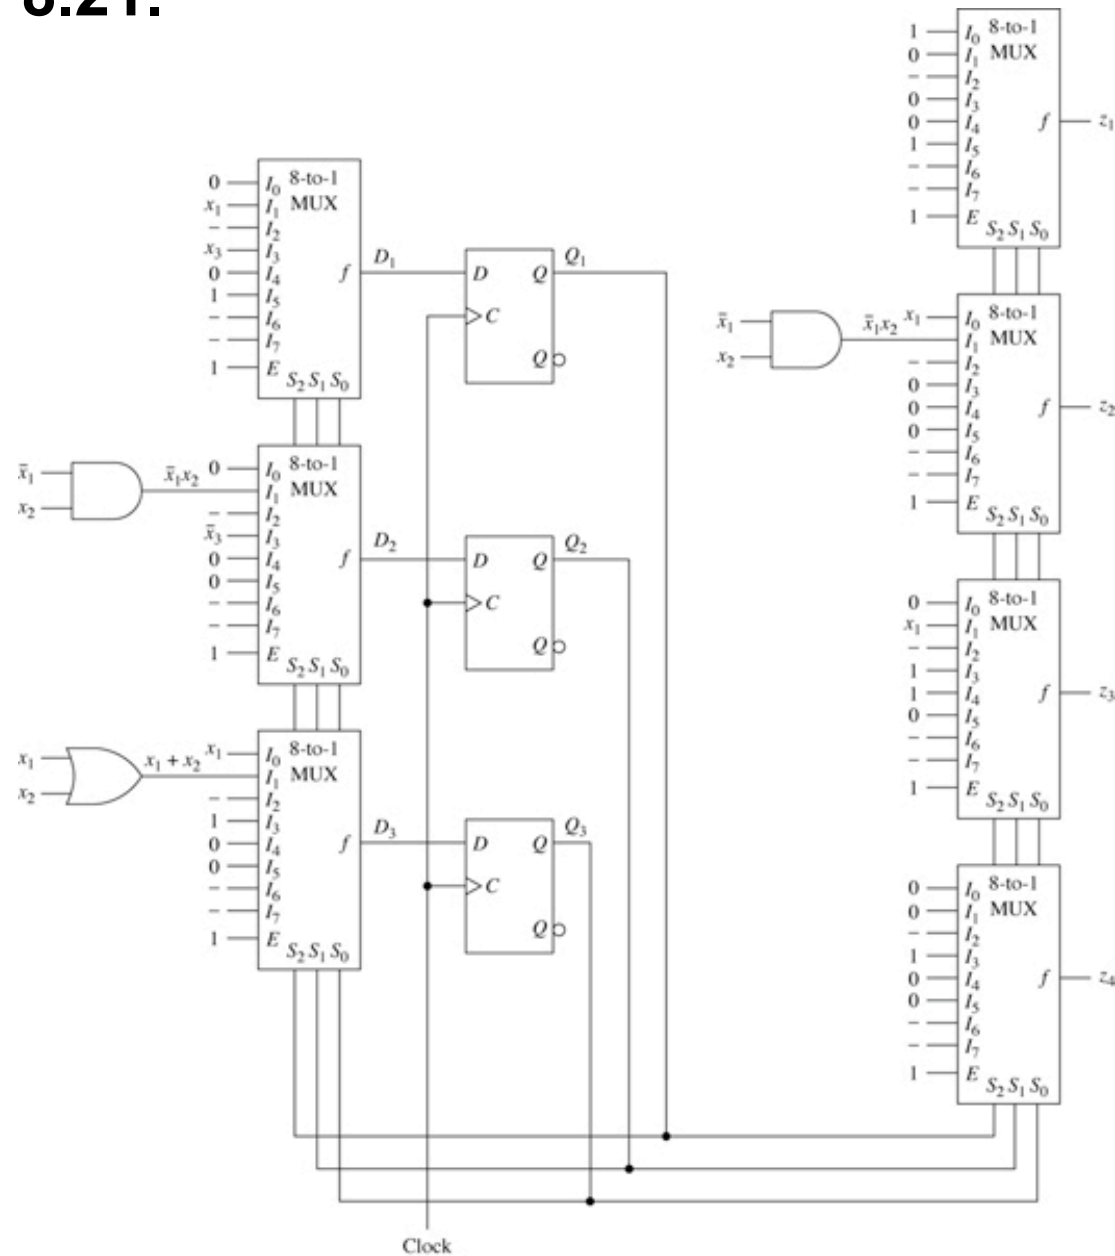 8.21.
8-to-1
MUX
1 I₀
0 I₁
– I₂
0 I₃
0 I₄
1 I₅
– I₆
– I₇
1 E
S₂ S₁ S₀
f z₁
8-to-1
MUX
0 I₀
x₁ I₁
– I₂
x₃ I₃
0 I₄
1 I₅
– I₆
– I₇
1 E
S₂ S₁ S₀
f D₁
D Q Q₁
C
Q
x̄₁
x₂
x̄₁x₂
8-to-1
MUX
x₁ I₀
I₁
– I₂
0 I₃
0 I₄
0 I₅
– I₆
– I₇
1 E
S₂ S₁ S₀
f z₂
x̄₁
x₂
x̄₁x₂
8-to-1
MUX
0 I₀
I₁
– I₂
x̄₃ I₃
0 I₄
0 I₅
– I₆
– I₇
1 E
S₂ S₁ S₀
f D₂
D Q Q₂
C
Q
8-to-1
MUX
0 I₀
x₁ I₁
– I₂
1 I₃
1 I₄
0 I₅
– I₆
– I₇
1 E
S₂ S₁ S₀
f z₃
x₁
x₂
x₁ + x₂
8-to-1
MUX
x₁ I₀
I₁
– I₂
1 I₃
0 I₄
0 I₅
– I₆
– I₇
1 E
S₂ S₁ S₀
f D₃
D Q Q₃
C
Q
8-to-1
MUX
0 I₀
0 I₁
– I₂
1 I₃
0 I₄
0 I₅
– I₆
– I₇
1 E
S₂ S₁ S₀
f z₄
Clock